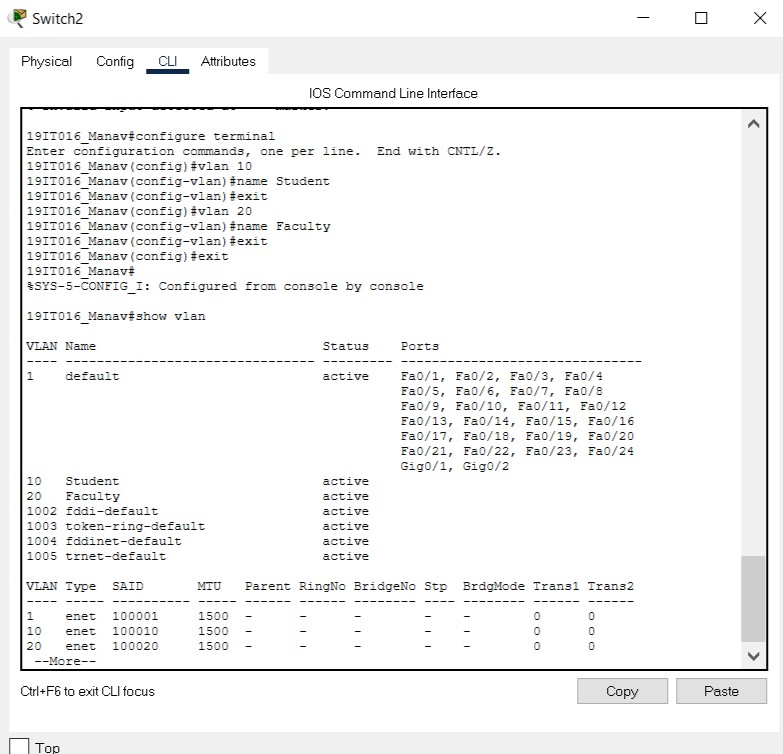 Switch2
Physical Config CLI Attributes
IOS Command Line Interface
19IT016_Manav#configure terminal
Enter configuration commands, one per line.  End with CNTL/Z.
19IT016_Manav(config)#vlan 10
19IT016_Manav(config-vlan)#name Student
19IT016_Manav(config-vlan)#exit
19IT016_Manav(config)#vlan 20
19IT016_Manav(config-vlan)#name Faculty
19IT016_Manav(config-vlan)#exit
19IT016_Manav(config)#exit
19IT016_Manav#
%SYS-5-CONFIG_I: Configured from console by console
19IT016_Manav#show vlan
VLAN Name                             Status    Ports
---- -------------------------------- --------- -------------------------------
1    default                          active    Fa0/1, Fa0/2, Fa0/3, Fa0/4
                                                Fa0/5, Fa0/6, Fa0/7, Fa0/8
                                                Fa0/9, Fa0/10, Fa0/11, Fa0/12
                                                Fa0/13, Fa0/14, Fa0/15, Fa0/16
                                                Fa0/17, Fa0/18, Fa0/19, Fa0/20
                                                Fa0/21, Fa0/22, Fa0/23, Fa0/24
                                                Gig0/1, Gig0/2
10   Student                          active
20   Faculty                          active
1002 fddi-default                     active
1003 token-ring-default               active
1004 fddinet-default                  active
1005 trnet-default                    active
VLAN Type  SAID       MTU   Parent RingNo BridgeNo Stp  BrdgMode Trans1 Trans2
---- ----- ---------- ----- ------ ------ -------- ---- -------- ------ ------
1    enet  100001     1500  -      -      -        -    -        0      0
10   enet  100010     1500  -      -      -        -    -        0      0
20   enet  100020     1500  -      -      -        -    -        0      0
 --More--
Ctrl+F6 to exit CLI focus
Copy Paste
Top